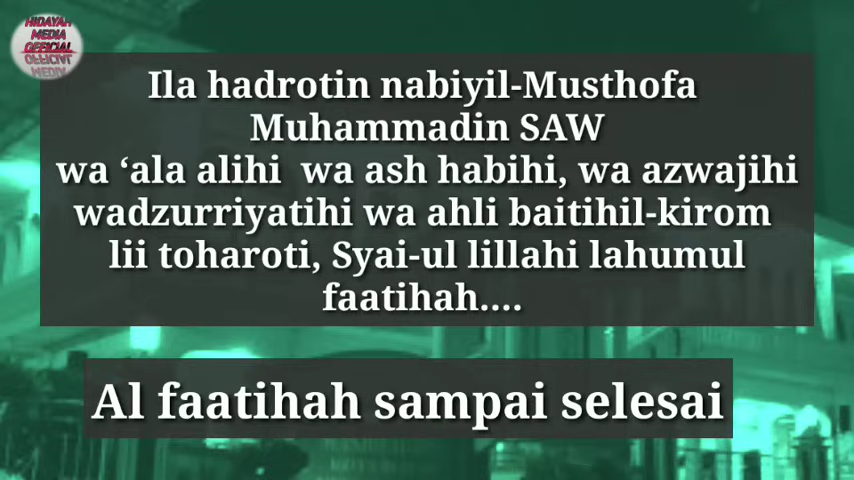 HIDAYAH
MEDIA
OFFICIAL
Ila hadrotin nabiyil-Musthofa
Muhammadin SAW
wa ‘ala alihi wa ash habihi, wa azwajihi
wadzurriyatihi wa ahli baitihil-kirom
lii toharoti, Syai-ul lillahi lahumul
faatihah....
Al faatihah sampai selesai